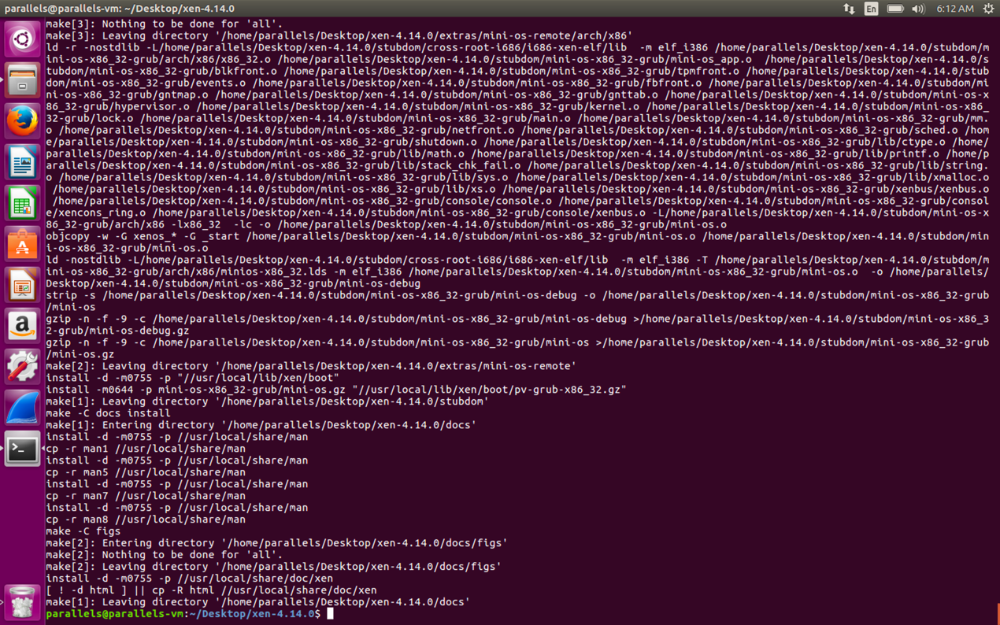 parallels@parallels-vm: ~/Desktop/xen-4.14.0
En
6:12 AM
make[3]: Nothing to be done for 'all'.
make[3]: Leaving directory '/home/parallels/Desktop/xen-4.14.0/extras/mini-os-remote/arch/x86'
ld -r -nostdlib -L/home/parallels/Desktop/xen-4.14.0/stubdom/cross-root-i686/i686-xen-elf/lib  -m elf_i386 /home/parallels/Desktop/xen-4.14.0/stubdom/m
ini-os-x86_32-grub/arch/x86/x86_32.o /home/parallels/Desktop/xen-4.14.0/stubdom/mini-os-x86_32-grub/mini-os_app.o  /home/parallels/Desktop/xen-4.14.0/s
tubdom/mini-os-x86_32-grub/blkfront.o /home/parallels/Desktop/xen-4.14.0/stubdom/mini-os-x86_32-grub/tpmfront.o /home/parallels/Desktop/xen-4.14.0/stub
dom/mini-os-x86_32-grub/events.o /home/parallels/Desktop/xen-4.14.0/stubdom/mini-os-x86_32-grub/fbfront.o /home/parallels/Desktop/xen-4.14.0/stubdom/mi
ni-os-x86_32-grub/gntmap.o /home/parallels/Desktop/xen-4.14.0/stubdom/mini-os-x86_32-grub/gnttab.o /home/parallels/Desktop/xen-4.14.0/stubdom/mini-os-x
86_32-grub/hypervisor.o /home/parallels/Desktop/xen-4.14.0/stubdom/mini-os-x86_32-grub/kernel.o /home/parallels/Desktop/xen-4.14.0/stubdom/mini-os-x86_
32-grub/lock.o /home/parallels/Desktop/xen-4.14.0/stubdom/mini-os-x86_32-grub/main.o /home/parallels/Desktop/xen-4.14.0/stubdom/mini-os-x86_32-grub/mm.
o /home/parallels/Desktop/xen-4.14.0/stubdom/mini-os-x86_32-grub/netfront.o /home/parallels/Desktop/xen-4.14.0/stubdom/mini-os-x86_32-grub/sched.o /hom
e/parallels/Desktop/xen-4.14.0/stubdom/mini-os-x86_32-grub/shutdown.o /home/parallels/Desktop/xen-4.14.0/stubdom/mini-os-x86_32-grub/lib/ctype.o /home/
parallels/Desktop/xen-4.14.0/stubdom/mini-os-x86_32-grub/lib/math.o /home/parallels/Desktop/xen-4.14.0/stubdom/mini-os-x86_32-grub/lib/printf.o /home/p
arallels/Desktop/xen-4.14.0/stubdom/mini-os-x86_32-grub/lib/stack_chk_fail.o /home/parallels/Desktop/xen-4.14.0/stubdom/mini-os-x86_32-grub/lib/string.
o /home/parallels/Desktop/xen-4.14.0/stubdom/mini-os-x86_32-grub/lib/sys.o /home/parallels/Desktop/xen-4.14.0/stubdom/mini-os-x86_32-grub/lib/xmalloc.o
 /home/parallels/Desktop/xen-4.14.0/stubdom/mini-os-x86_32-grub/lib/xs.o /home/parallels/Desktop/xen-4.14.0/stubdom/mini-os-x86_32-grub/xenbus/xenbus.o
 /home/parallels/Desktop/xen-4.14.0/stubdom/mini-os-x86_32-grub/console/console.o /home/parallels/Desktop/xen-4.14.0/stubdom/mini-os-x86_32-grub/consol
e/xencons_ring.o /home/parallels/Desktop/xen-4.14.0/stubdom/mini-os-x86_32-grub/console/xenbus.o -L/home/parallels/Desktop/xen-4.14.0/stubdom/mini-os-x
86_32-grub/arch/x86 -lx86_32  -lc -o /home/parallels/Desktop/xen-4.14.0/stubdom/mini-os-x86_32-grub/mini-os.o
objcopy -w -G xenos_* -G _start /home/parallels/Desktop/xen-4.14.0/stubdom/mini-os-x86_32-grub/mini-os.o /home/parallels/Desktop/xen-4.14.0/stubdom/min
i-os-x86_32-grub/mini-os.o
ld -nostdlib -L/home/parallels/Desktop/xen-4.14.0/stubdom/cross-root-i686/i686-xen-elf/lib  -m elf_i386 -T /home/parallels/Desktop/xen-4.14.0/stubdom/m
ini-os-x86_32-grub/arch/x86/minios-x86_32.lds -m elf_i386 /home/parallels/Desktop/xen-4.14.0/stubdom/mini-os-x86_32-grub/mini-os.o  -o /home/parallels/
Desktop/xen-4.14.0/stubdom/mini-os-x86_32-grub/mini-os-debug
strip -s /home/parallels/Desktop/xen-4.14.0/stubdom/mini-os-x86_32-grub/mini-os-debug -o /home/parallels/Desktop/xen-4.14.0/stubdom/mini-os-x86_32-grub
/mini-os
gzip -n -f -9 -c /home/parallels/Desktop/xen-4.14.0/stubdom/mini-os-x86_32-grub/mini-os-debug >/home/parallels/Desktop/xen-4.14.0/stubdom/mini-os-x86_3
2-grub/mini-os-debug.gz
gzip -n -f -9 -c /home/parallels/Desktop/xen-4.14.0/stubdom/mini-os-x86_32-grub/mini-os >/home/parallels/Desktop/xen-4.14.0/stubdom/mini-os-x86_32-grub
/mini-os.gz
make[2]: Leaving directory '/home/parallels/Desktop/xen-4.14.0/extras/mini-os-remote'
install -d -m0755 -p "//usr/local/lib/xen/boot"
install -m0644 -p mini-os-x86_32-grub/mini-os.gz "//usr/local/lib/xen/boot/pv-grub-x86_32.gz"
make[1]: Leaving directory '/home/parallels/Desktop/xen-4.14.0/stubdom'
make -C docs install
make[1]: Entering directory '/home/parallels/Desktop/xen-4.14.0/docs'
install -d -m0755 -p //usr/local/share/man
cp -r man1 //usr/local/share/man
install -d -m0755 -p //usr/local/share/man
cp -r man5 //usr/local/share/man
install -d -m0755 -p //usr/local/share/man
cp -r man7 //usr/local/share/man
install -d -m0755 -p //usr/local/share/man
cp -r man8 //usr/local/share/man
make -C figs
make[2]: Entering directory '/home/parallels/Desktop/xen-4.14.0/docs/figs'
make[2]: Nothing to be done for 'all'.
make[2]: Leaving directory '/home/parallels/Desktop/xen-4.14.0/docs/figs'
install -d -m0755 -p //usr/local/share/doc/xen
[ ! -d html ] || cp -R html //usr/local/share/doc/xen
make[1]: Leaving directory '/home/parallels/Desktop/xen-4.14.0/docs'
parallels@parallels-vm:~/Desktop/xen-4.14.0$